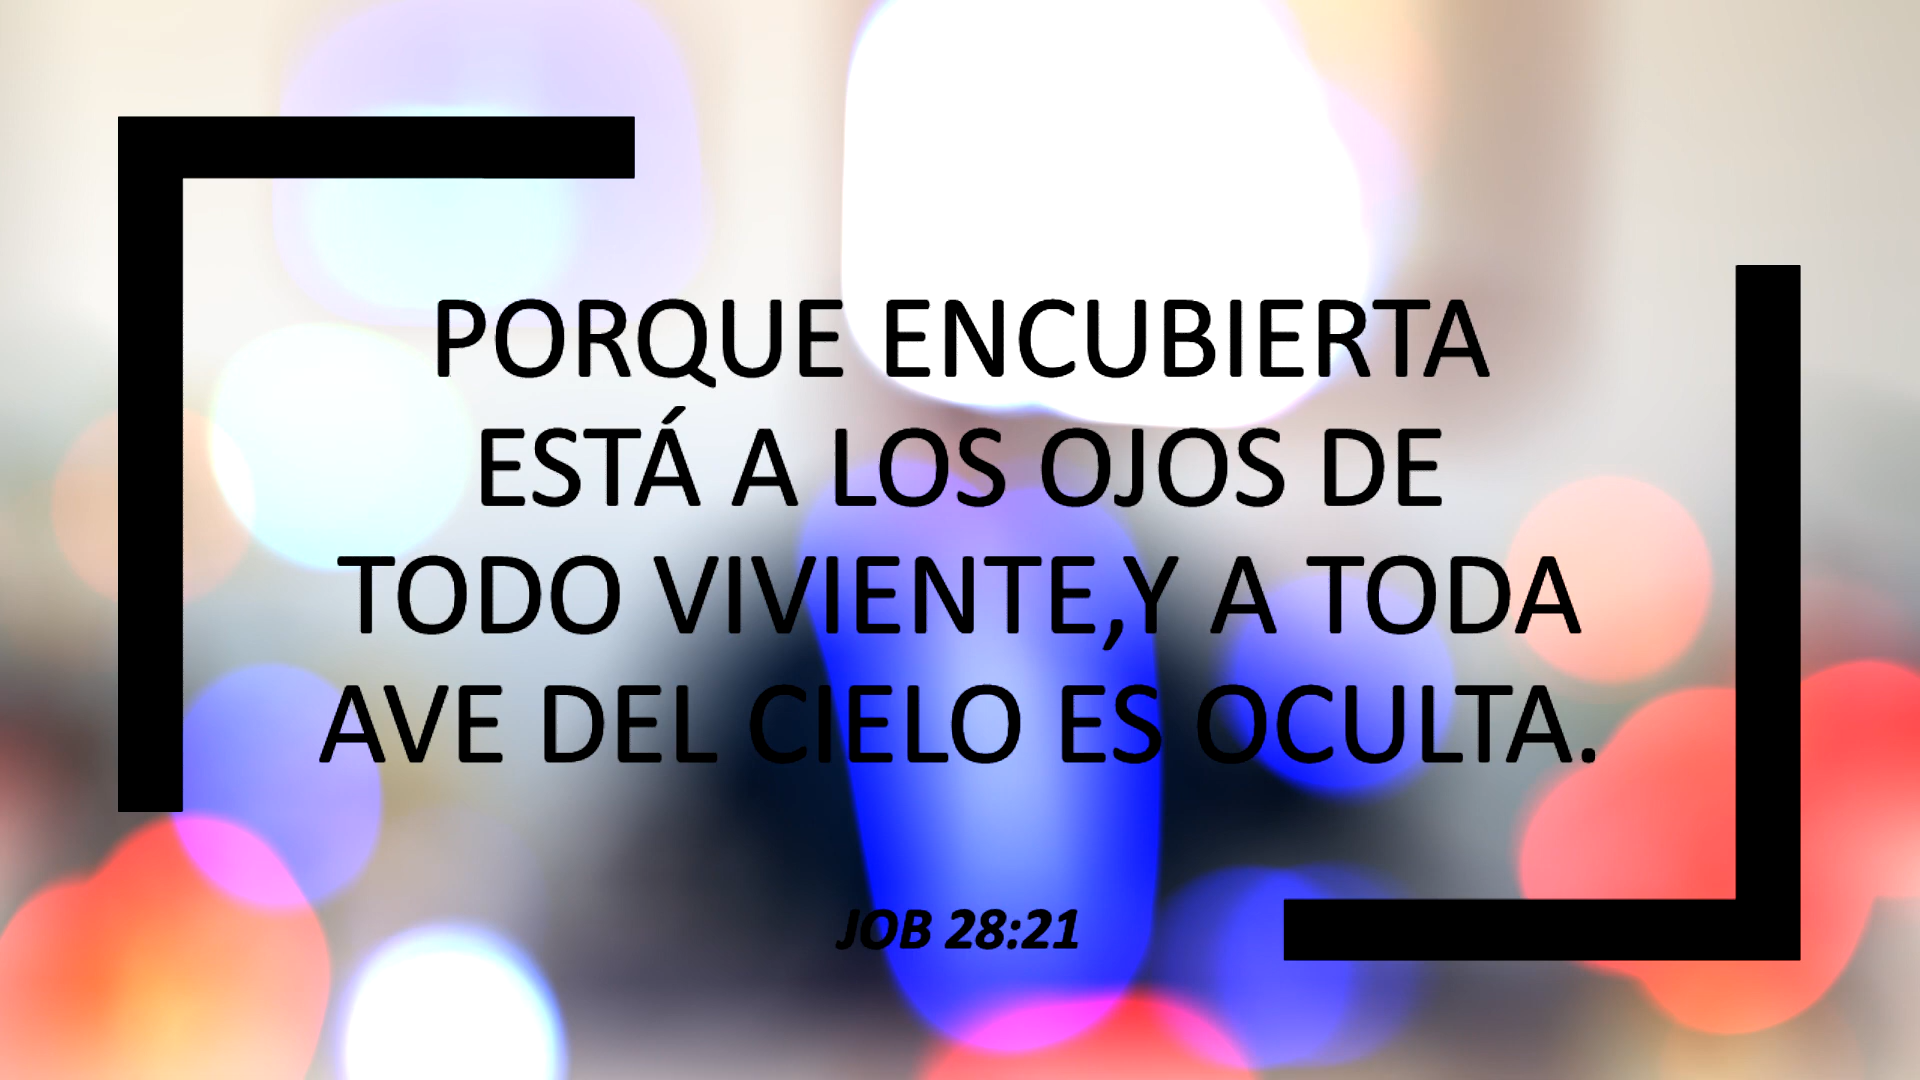 PORQUE ENCUBIERTA
ESTÁ A LOS OJOS DE
TODO VIVIENTE,Y A TODA
AVE DEL CIELO ES OCULTA.
JOB 28:21